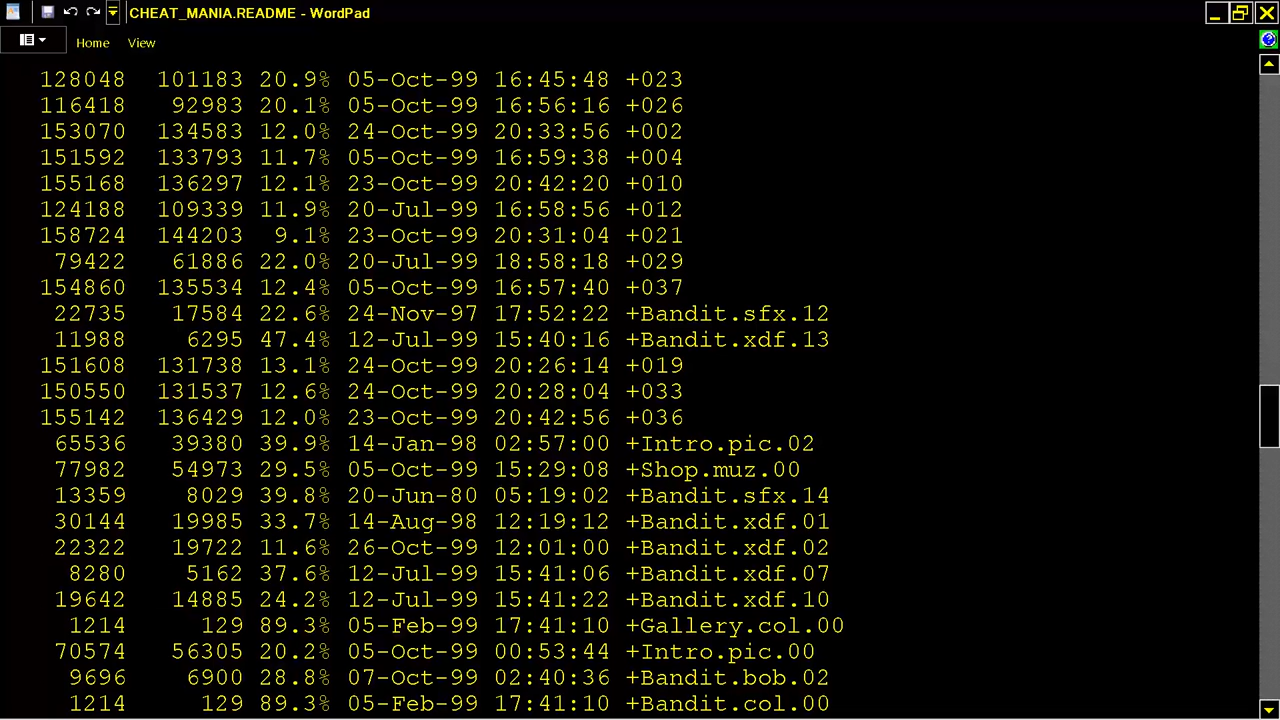 CHEAT_MANIA.README - WordPad
Home View
128048 101183 20.9% 05-Oct-99 16:45:48 +023
116418 92983 20.1% 05-Oct-99 16:56:16 +026
153070 134583 12.0% 24-Oct-99 20:33:56 +002
151592 133793 11.7% 05-Oct-99 16:59:38 +004
155168 136297 12.1% 23-Oct-99 20:42:20 +010
124188 109339 11.9% 20-Jul-99 16:58:56 +012
158724 144203 9.1% 23-Oct-99 20:31:04 +021
79422 61886 22.0% 20-Jul-99 18:58:18 +029
154860 135534 12.4% 05-Oct-99 16:57:40 +037
22735 17584 22.6% 24-Nov-97 17:52:22 +Bandit.sfx.12
11988 6295 47.4% 12-Jul-99 15:40:16 +Bandit.xdf.13
151608 131738 13.1% 24-Oct-99 20:26:14 +019
150550 131537 12.6% 24-Oct-99 20:28:04 +033
155142 136429 12.0% 23-Oct-99 20:42:56 +036
65536 39380 39.9% 14-Jan-98 02:57:00 +Intro.pic.02
77982 54973 29.5% 05-Oct-99 15:29:08 +Shop.muz.00
13359 8029 39.8% 20-Jun-80 05:19:02 +Bandit.sfx.14
30144 19985 33.7% 14-Aug-98 12:19:12 +Bandit.xdf.01
22322 19722 11.6% 26-Oct-99 12:01:00 +Bandit.xdf.02
8280 5162 37.6% 12-Jul-99 15:41:06 +Bandit.xdf.07
19642 14885 24.2% 12-Jul-99 15:41:22 +Bandit.xdf.10
1214 129 89.3% 05-Feb-99 17:41:10 +Gallery.col.00
70574 56305 20.2% 05-Oct-99 00:53:44 +Intro.pic.00
9696 6900 28.8% 07-Oct-99 02:40:36 +Bandit.bob.02
1214 129 89.3% 05-Feb-99 17:41:10 +Bandit.col.00